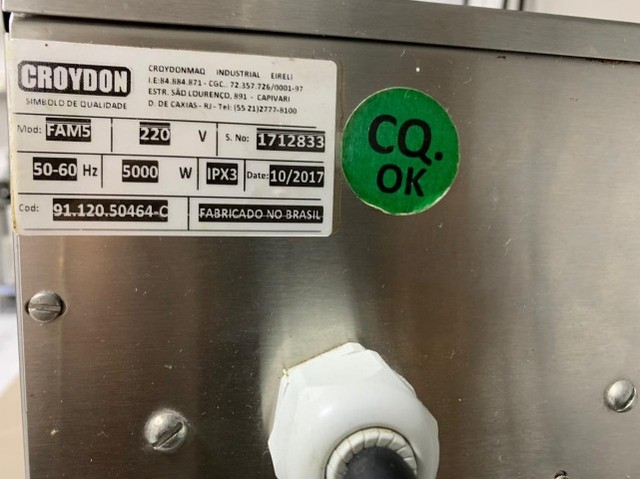 CROYDON
SIMBOLO DE QUALIDADE
CROYDONMAQ INDUSTRIAL EIRELI
I.E:84.884.871 - CGC.: 72.357.726/0001-97
ESTR. SÃO LOURENÇO, 891 - CAPIVARI
D. DE CAXIAS - RJ - Tel: (55 21)2777-8100
Mod: FAM5 220 V S. No: 1712833
50-60 Hz 5000 W IPX3 Date: 10/2017
Cod: 91.120.50464-C FABRICADO NO BRASIL
CQ.
OK